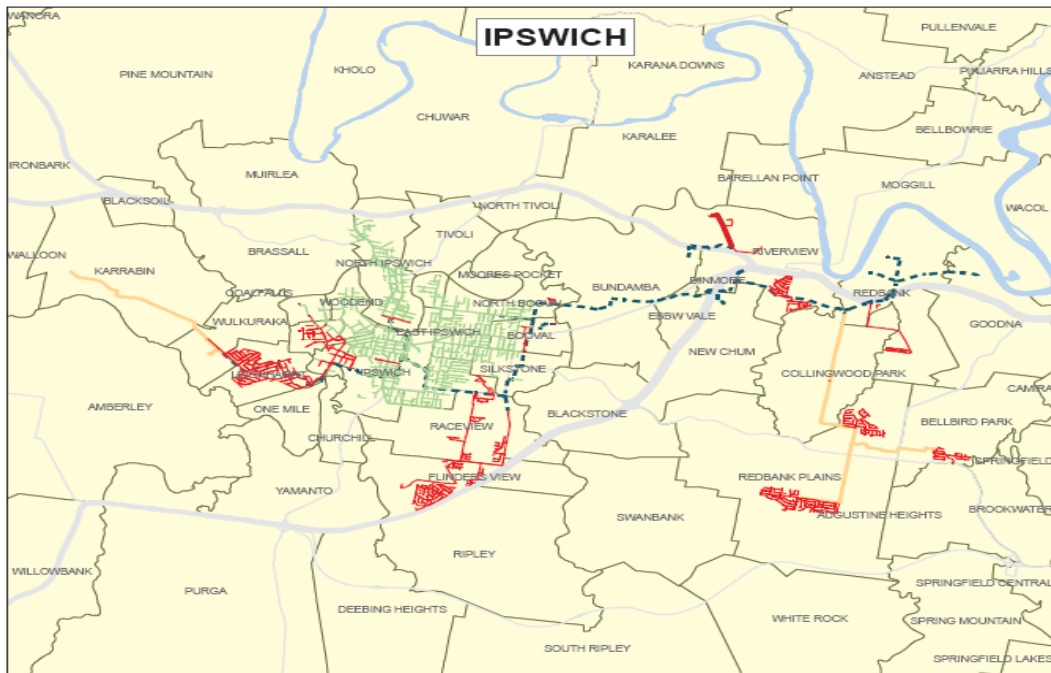 WANORA
IPSWICH
PULLENVALE
PINE MOUNTAIN
KHOLO
KARANA DOWNS
ANSTEAD
PINJARRA HILLS
CHUWAR
KARALEE
BELLBOWRIE
IRONBARK
MUIRLEA
BARELLAN POINT
MOGGILL
BLACKSOIL
NORTH TIVOLI
WACOL
TIVOLI
WALLOON
BRASSALL
RIVERVIEW
KARRABIN
NORTH IPSWICH
MOORES POCKET
DINMORE
BUNDAMBA
REDBANK
COALFALLS
WOODEND
NORTH BOOVAL
WULKURAKA
EAST IPSWICH
BOOVAL
EBBW VALE
GOODNA
NEW CHUM
IPSWICH
SILKSTONE
COLLINGWOOD PARK
LEICHHARDT
CAMIRA
AMBERLEY
ONE MILE
BLACKSTONE
BELLBIRD PARK
CHURCHILL
RACEVIEW
SPRINGFIELD
FLINDERS VIEW
REDBANK PLAINS
YAMANTO
BROOKWATER
SWANBANK
AUGUSTINE HEIGHTS
RIPLEY
WILLOWBANK
PURGA
SPRINGFIELD CENTRAL
DEEBING HEIGHTS
WHITE ROCK
SPRING MOUNTAIN
SOUTH RIPLEY
SPRINGFIELD LAKES